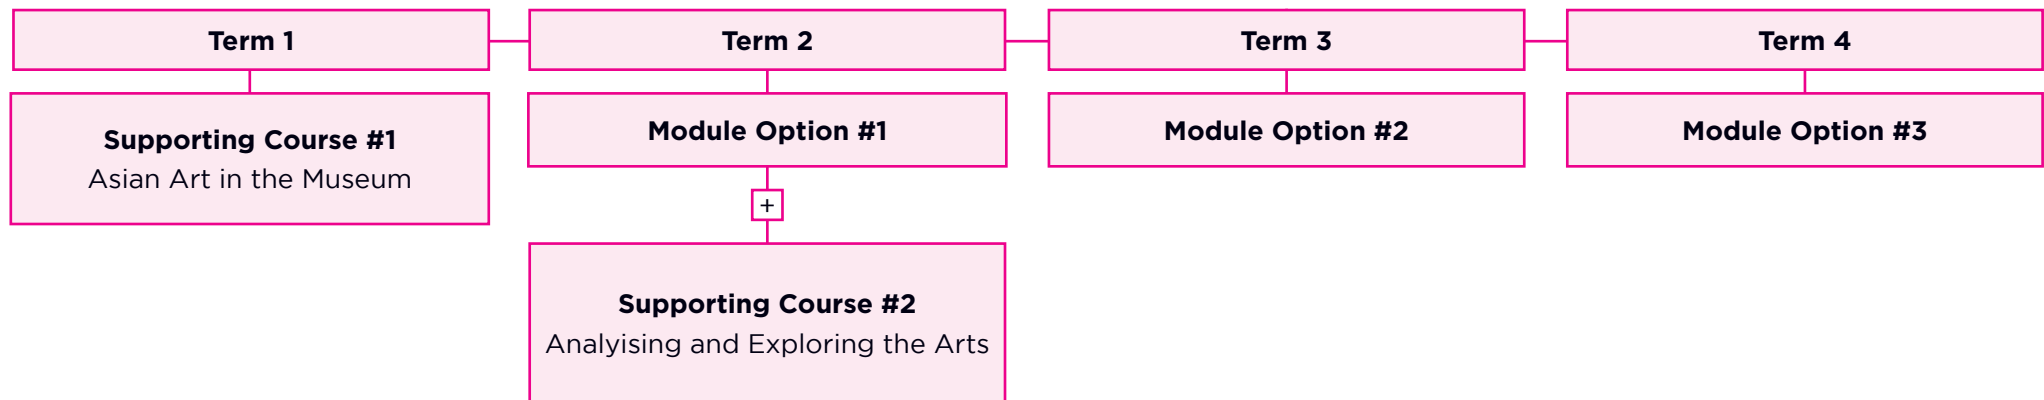 Term 1
Term 2
Term 3
Term 4
Supporting Course #1
Asian Art in the Museum
Module Option #1
Module Option #2
Module Option #3
+
Supporting Course #2
Analyising and Exploring the Arts